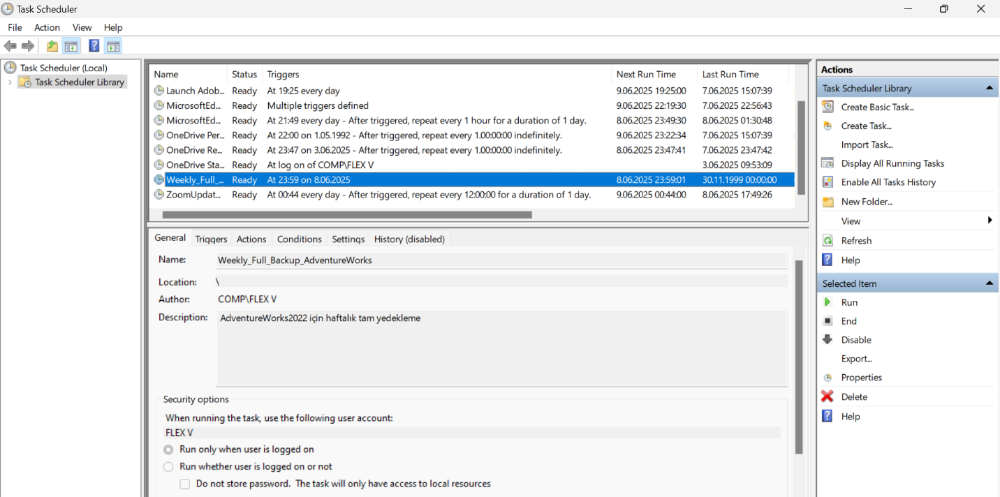 Task Scheduler
File Action View Help
Task Scheduler (Local)
Task Scheduler Library
Name Status Triggers Next Run Time Last Run Time
Launch Adob... Ready At 19:25 every day 9.06.2025 19:25:00 7.06.2025 15:07:39
MicrosoftEd... Ready Multiple triggers defined 9.06.2025 22:19:30 7.06.2025 22:56:43
MicrosoftEd... Ready At 21:49 every day - After triggered, repeat every 1 hour for a duration of 1 day. 8.06.2025 23:49:30 8.06.2025 01:30:48
OneDrive Per... Ready At 22:00 on 1.05.1992 - After triggered, repeat every 1.00:00:00 indefinitely. 9.06.2025 23:22:34 7.06.2025 15:07:39
OneDrive Re... Ready At 23:47 on 3.06.2025 - After triggered, repeat every 1.00:00:00 indefinitely. 8.06.2025 23:47:41 7.06.2025 23:47:42
OneDrive Sta... Ready At log on of COMP\FLEX V 3.06.2025 09:53:09
Weekly_Full_... Ready At 23:59 on 8.06.2025 8.06.2025 23:59:01 30.11.1999 00:00:00
ZoomUpdat... Ready At 00:44 every day - After triggered, repeat every 12:00:00 for a duration of 1 day. 9.06.2025 00:44:00 8.06.2025 17:49:26
General Triggers Actions Conditions Settings History (disabled)
Name: Weekly_Full_Backup_AdventureWorks
Location: \
Author: COMP\FLEX V
Description: AdventureWorks2022 için haftalık tam yedekleme
Security options
When running the task, use the following user account:
FLEX V
Run only when user is logged on
Run whether user is logged on or not
Do not store password. The task will only have access to local resources
Actions
Task Scheduler Library
Create Basic Task...
Create Task...
Import Task...
Display All Running Tasks
Enable All Tasks History
New Folder...
View
Refresh
Help
Selected Item
Run
End
Disable
Export...
Properties
Delete
Help